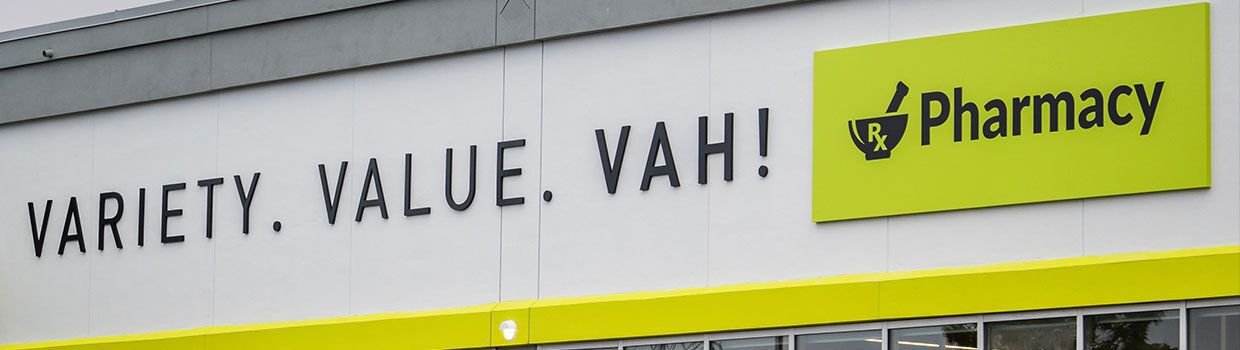 VARIETY. VALUE. VAH!
RX Pharmacy